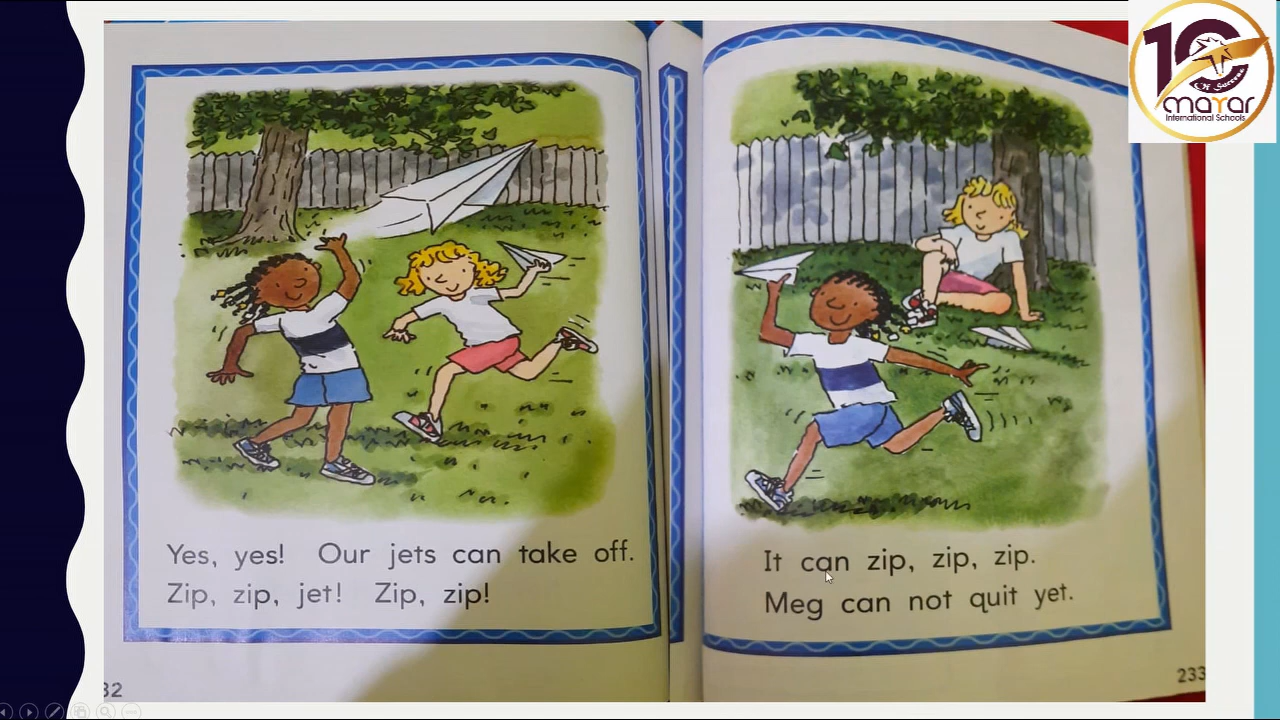 Yes, yes! Our jets can take off.
Zip, zip, jet! Zip, zip!
32
It can zip, zip, zip.
Meg can not quit yet.
233
10
Of Success
mayar
International Schools